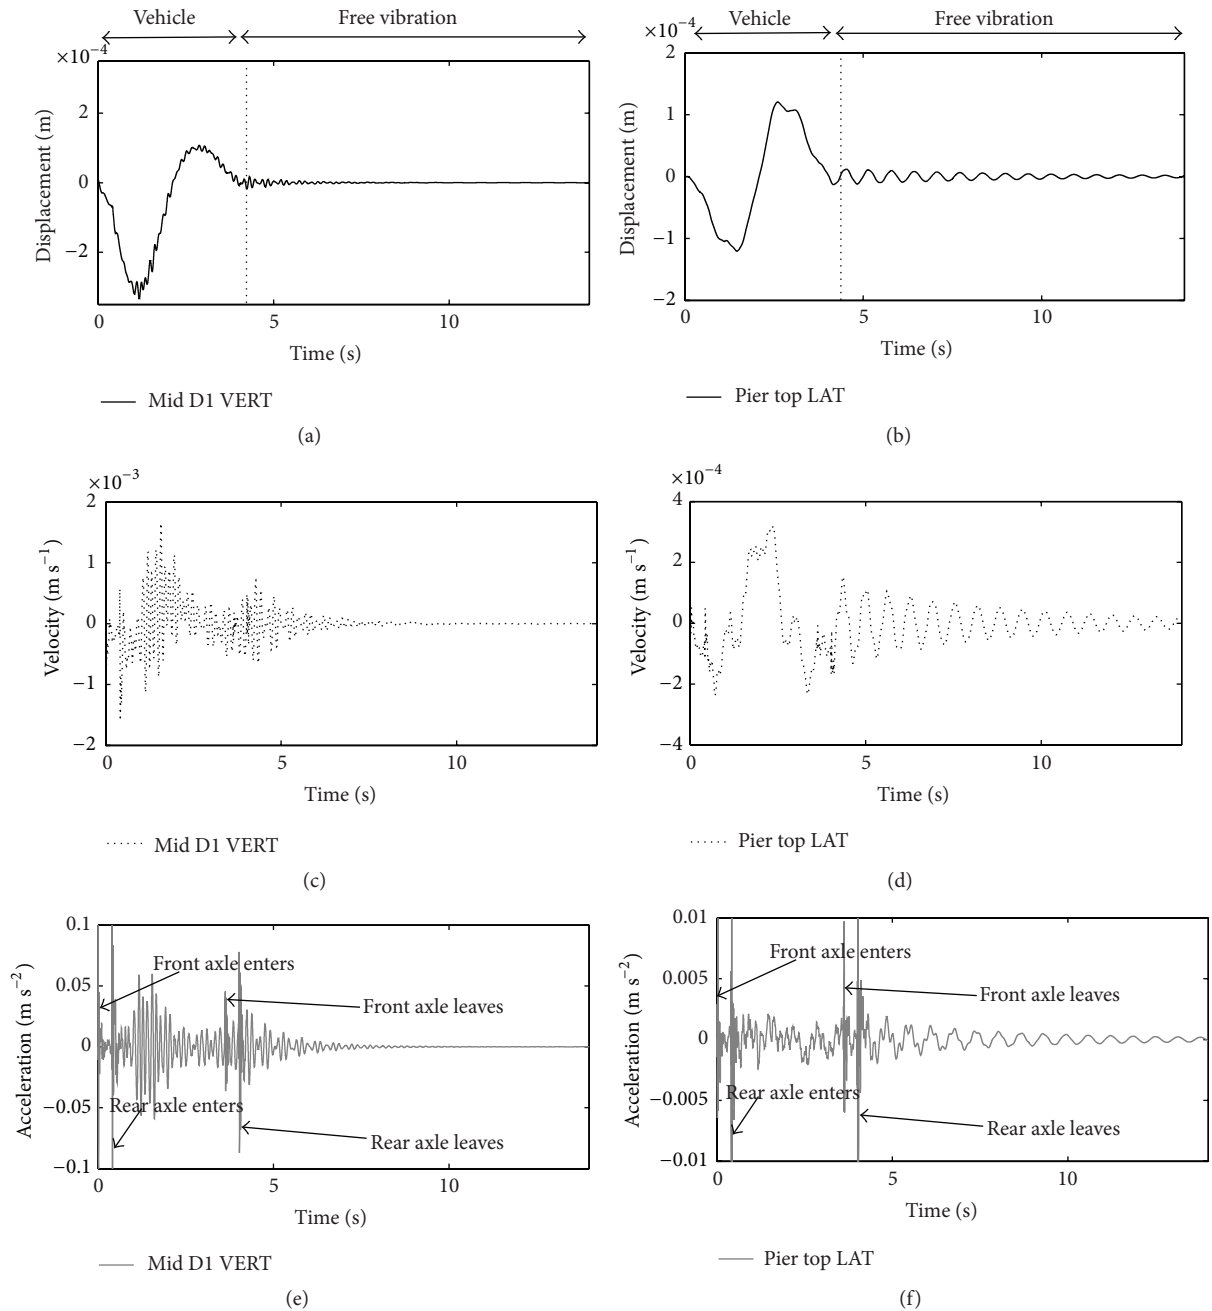 Vehicle
Free vibration
×10−4
2
0
−2
Displacement (m)
0
5
10
Time (s)
Mid D1 VERT
(a)
Vehicle
Free vibration
×10−4
2
1
0
−1
−2
Displacement (m)
0
5
10
Time (s)
Pier top LAT
(b)
×10−3
2
1
0
−1
−2
Velocity (m s−1)
0
5
10
Time (s)
Mid D1 VERT
(c)
×10−4
4
2
0
−2
−4
Velocity (m s−1)
0
5
10
Time (s)
Pier top LAT
(d)
0.1
0.05
0
−0.05
−0.1
Acceleration (m s−2)
Front axle enters
Front axle leaves
Rear axle enters
Rear axle leaves
0
5
10
Time (s)
Mid D1 VERT
(e)
0.01
0.005
0
−0.005
−0.01
Acceleration (m s−2)
Front axle enters
Front axle leaves
Rear axle enters
Rear axle leaves
0
5
10
Time (s)
Pier top LAT
(f)